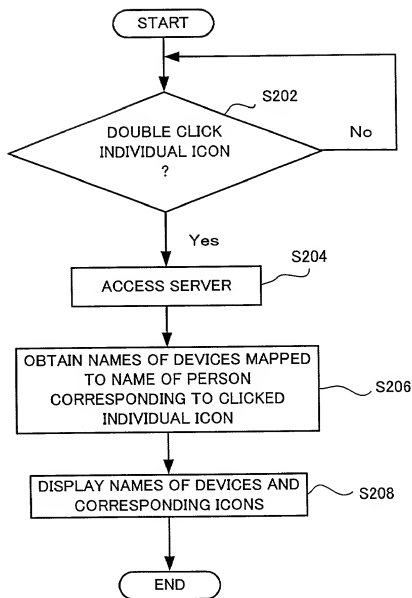 START
S202
DOUBLE CLICK
INDIVIDUAL ICON
?
No
Yes
S204
ACCESS SERVER
OBTAIN NAMES OF DEVICES MAPPED
TO NAME OF PERSON
CORRESPONDING TO CLICKED
INDIVIDUAL ICON
S206
DISPLAY NAMES OF DEVICES AND
CORRESPONDING ICONS
S208
END